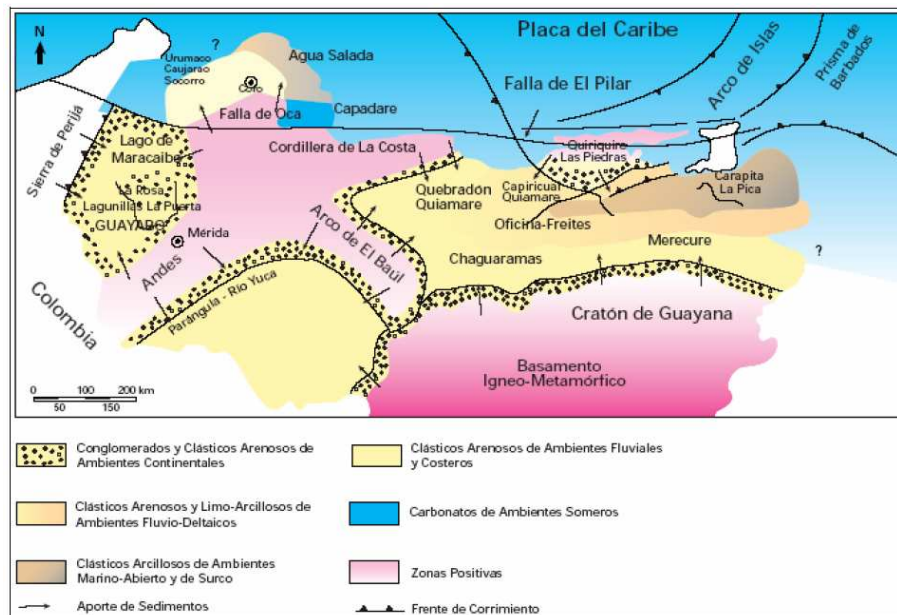 N
?
Urumaco
Caujarao
Socorro
Agua Salada
Coro
Falla de Oca
Capadare
Placa del Caribe
Falla de El Pilar
Arco de Islas
Prisma de
Barbados
Sierra de Perijá
Lago de
Maracaibe
La Rosa
Lagunillas La Puerta
GUAYABO
Mérida
Andes
Colombia
Cordillera de La Costa
Quebradón
Quiamare
Quiriquire
Las Piedras
Capiricual
Quiamare
Carapita
La Pica
Oficina-Freites
Arco de El Baúl
Chaguaramas
Merecure
?
Parángula - Río Yuca
Cratón de Guayana
Basamento
Igneo-Metamórfico
0 100 200 km
50 150
Conglomerados y Clásticos Arenosos de
Ambientes Continentales
Clásticos Arenosos de Ambientes Fluviales
y Costeros
Clásticos Arenosos y Limo-Arcillosos de
Ambientes Fluvio-Deltaicos
Carbonatos de Ambientes Someros
Clásticos Arcillosos de Ambientes
Marino-Abierto y de Surco
Zonas Positivas
Aporte de Sedimentos
Frente de Corrimiento